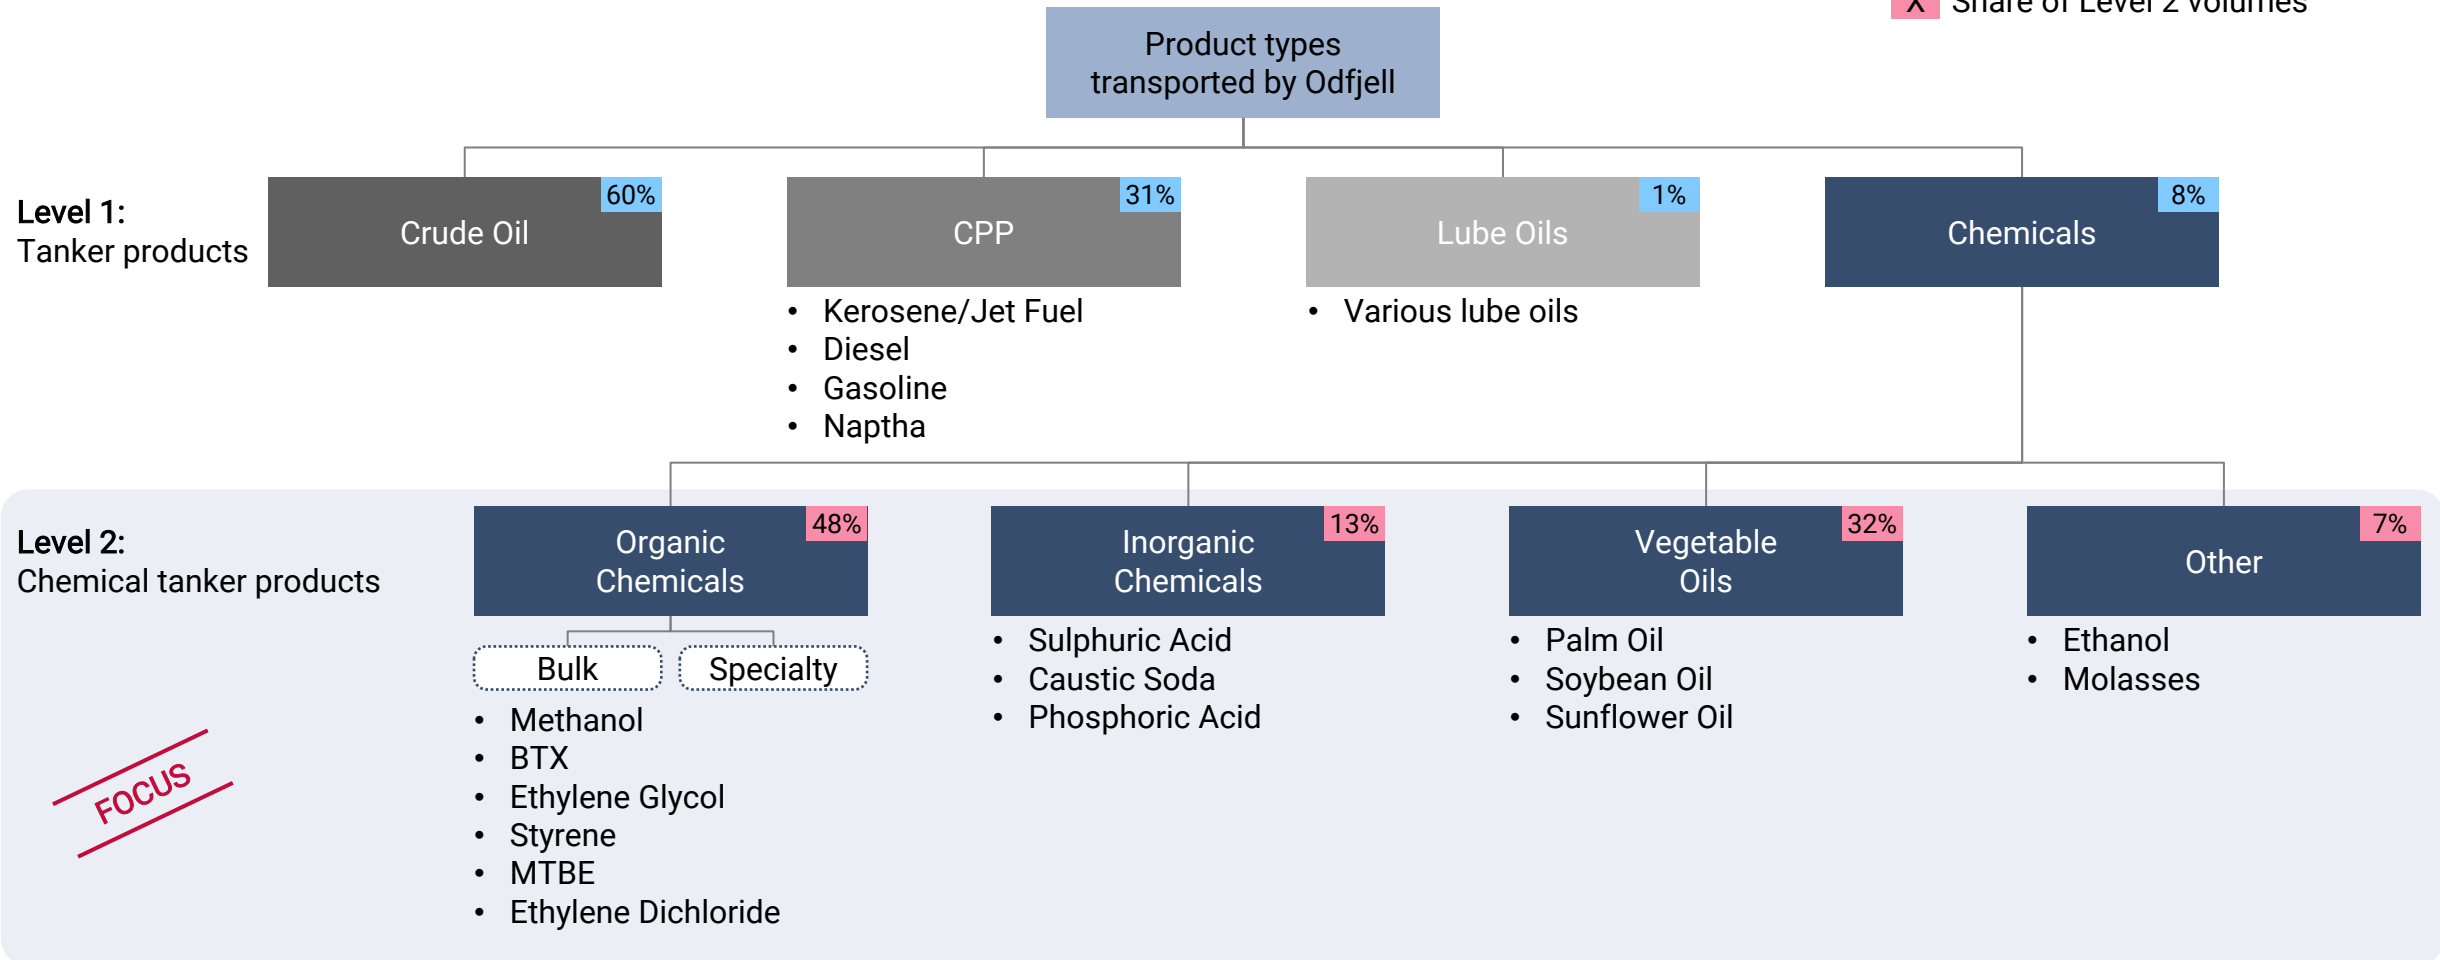 X Share of Level 2 volumes
Product types
transported by Odfjell
Level 1:
Tanker products
60%
Crude Oil
31%
CPP
1%
Lube Oils
8%
Chemicals
• Kerosene/Jet Fuel
• Diesel
• Gasoline
• Naptha
• Various lube oils
Level 2:
Chemical tanker products
48%
Organic
Chemicals
13%
Inorganic
Chemicals
32%
Vegetable
Oils
7%
Other
Bulk
Specialty
• Methanol
• BTX
• Ethylene Glycol
• Styrene
• MTBE
• Ethylene Dichloride
• Sulphuric Acid
• Caustic Soda
• Phosphoric Acid
• Palm Oil
• Soybean Oil
• Sunflower Oil
• Ethanol
• Molasses
FOCUS